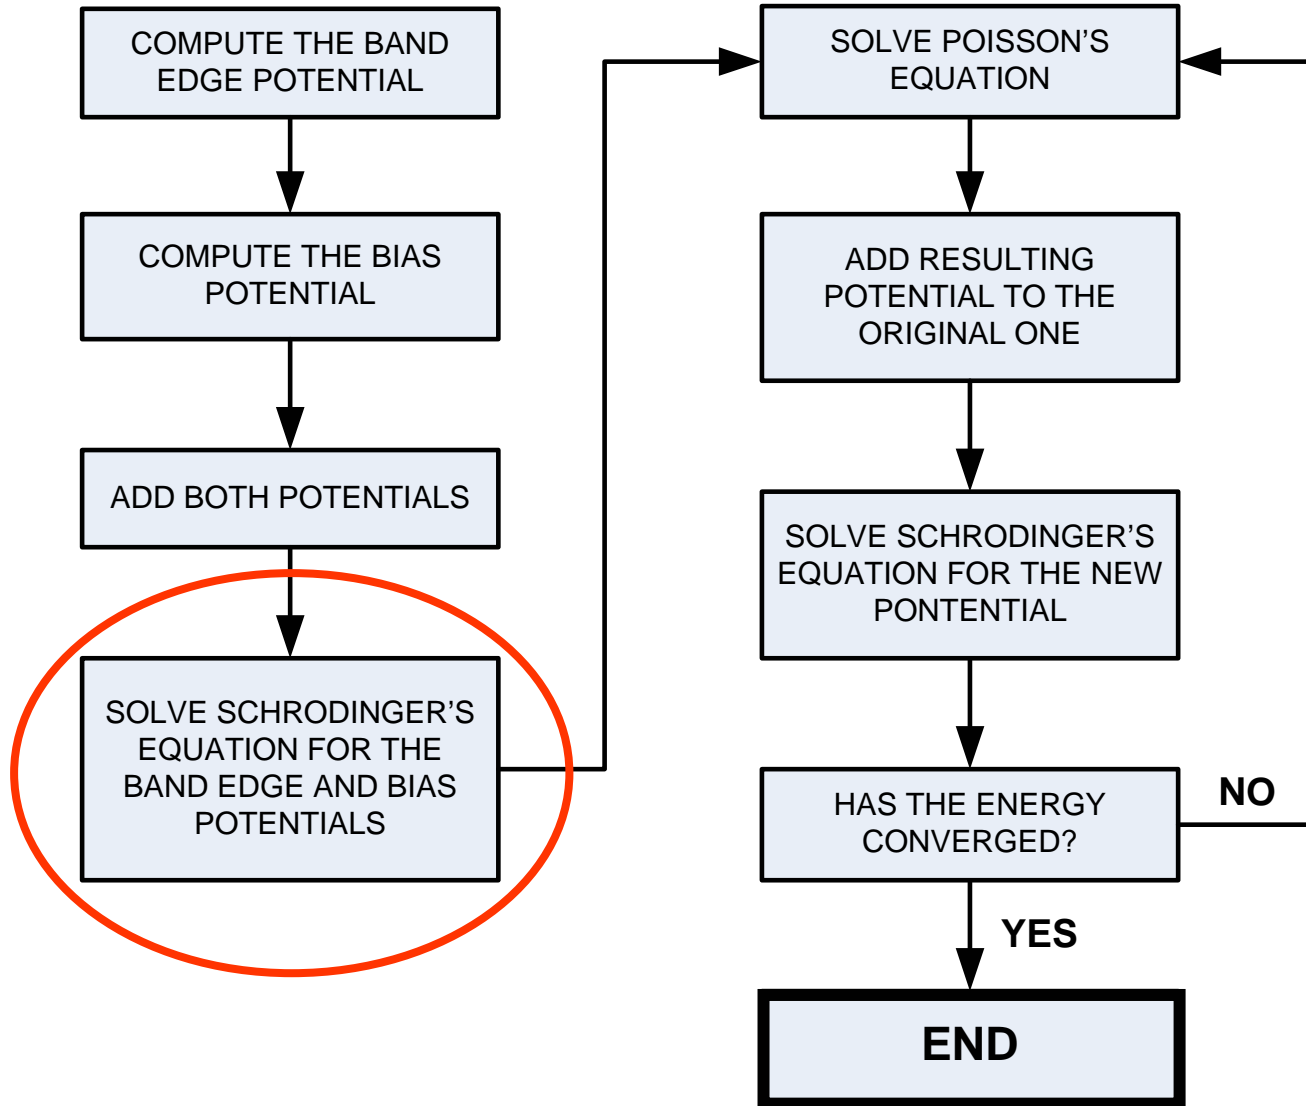 COMPUTE THE BAND
EDGE POTENTIAL
COMPUTE THE BIAS
POTENTIAL
ADD BOTH POTENTIALS
SOLVE SCHRODINGER'S
EQUATION FOR THE
BAND EDGE AND BIAS
POTENTIALS
SOLVE POISSON'S
EQUATION
ADD RESULTING
POTENTIAL TO THE
ORIGINAL ONE
SOLVE SCHRODINGER'S
EQUATION FOR THE NEW
PONTENTIAL
HAS THE ENERGY
CONVERGED?
NO
YES
END